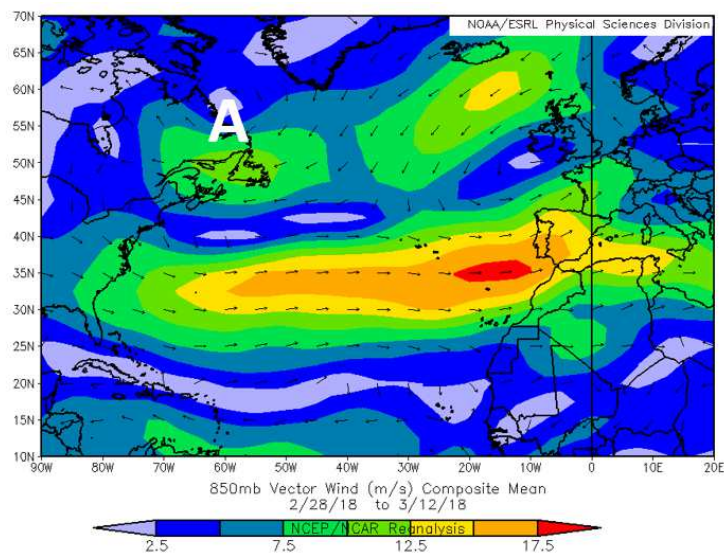 NOAA/ESRL Physical Sciences Division
70N
65N
60N
55N
50N
45N
40N
35N
30N
25N
20N
15N
10N
A
90W 80W 70W 60W 50W 40W 30W 20W 10W 0 10E 20E
850mb Vector Wind (m/s) Composite Mean
2/28/18 to 3/12/18
NCEP/NCAR Reanalysis
2.5 7.5 12.5 17.5